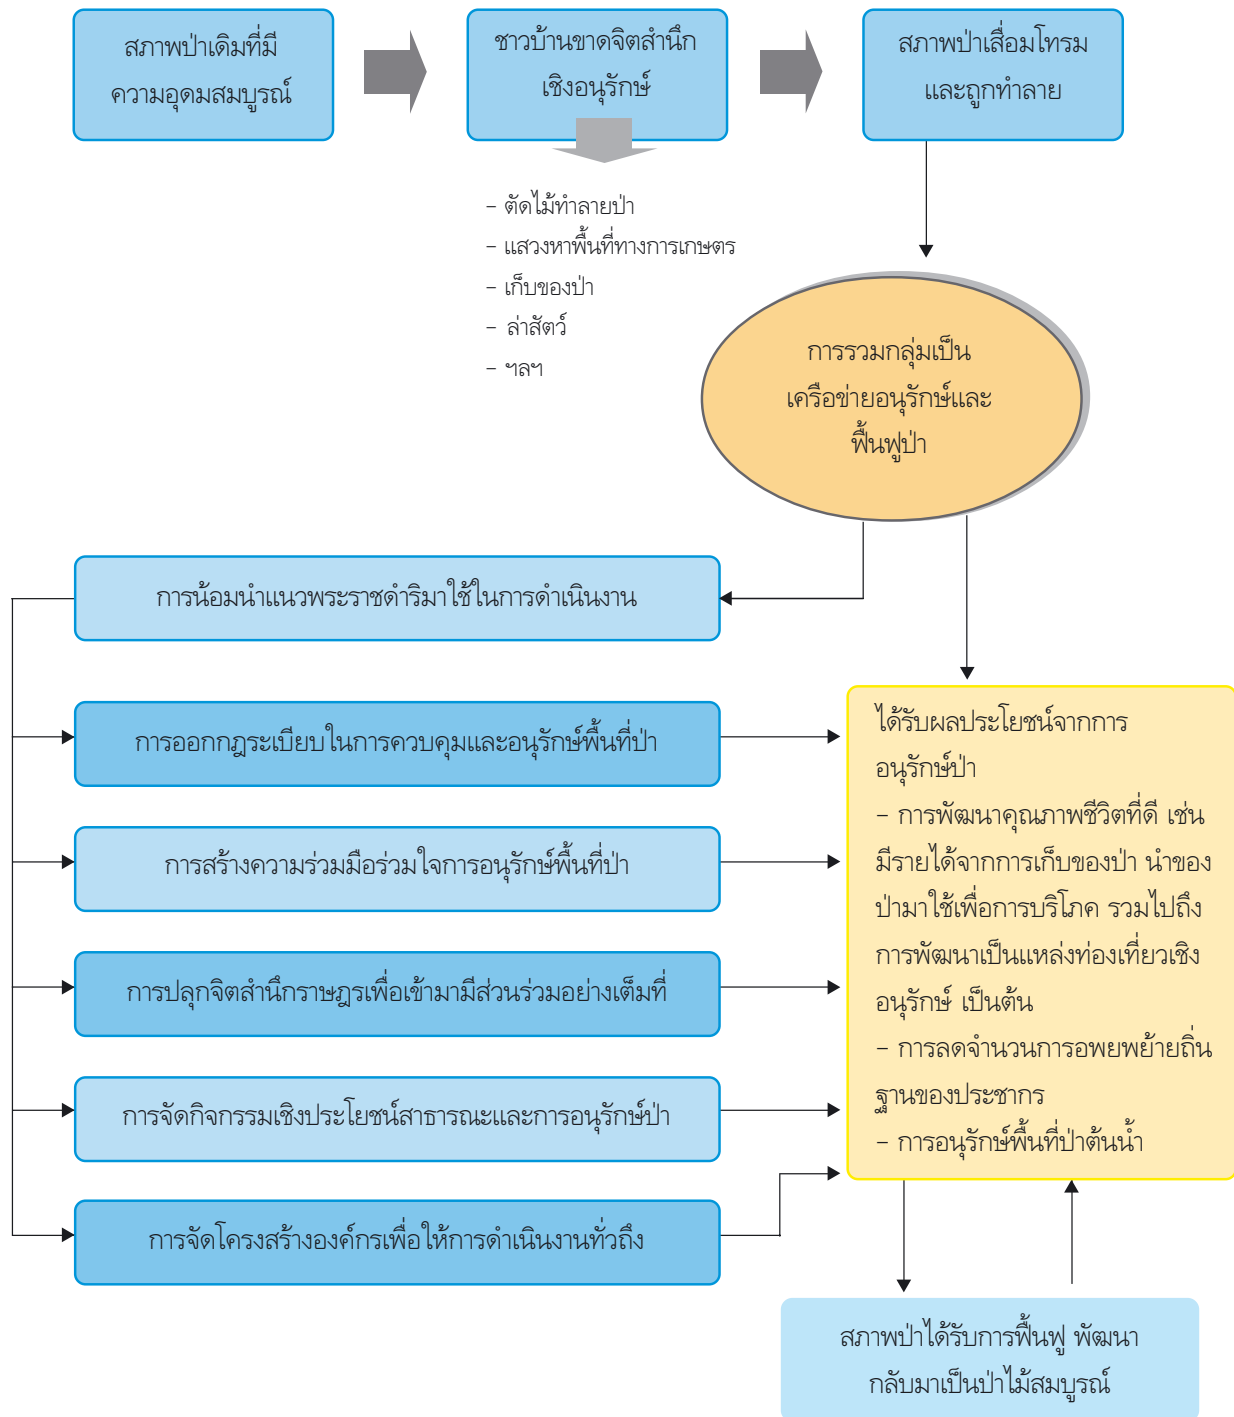 สภาพป่าเดิมที่มี
ความอุดมสมบูรณ์
ชาวบ้านขาดจิตสำนึก
เชิงอนุรักษ์
สภาพป่าเสื่อมโทรม
และถูกทำลาย
- ตัดไม้ทำลายป่า
- แสวงหาพื้นที่ทางการเกษตร
- เก็บของป่า
- ล่าสัตว์
- ฯลฯ
การรวมกลุ่มเป็น
เครือข่ายอนุรักษ์และ
ฟื้นฟูป่า
การน้อมนำแนวพระราชดำริมาใช้ในการดำเนินงาน
การออกกฎระเบียบในการควบคุมและอนุรักษ์พื้นที่ป่า
การสร้างความร่วมมือร่วมใจการอนุรักษ์พื้นที่ป่า
การปลุกจิตสำนึกราษฎรเพื่อเข้ามามีส่วนร่วมอย่างเต็มที่
การจัดกิจกรรมเชิงประโยชน์สาธารณะและการอนุรักษ์ป่า
การจัดโครงสร้างองค์กรเพื่อให้การดำเนินงานทั่วถึง
ได้รับผลประโยชน์จากการ
อนุรักษ์ป่า
- การพัฒนาคุณภาพชีวิตที่ดี เช่น
มีรายได้จากการเก็บของป่า นำของ
ป่ามาใช้เพื่อการบริโภค รวมไปถึง
การพัฒนาเป็นแหล่งท่องเที่ยวเชิง
อนุรักษ์ เป็นต้น
- การลดจำนวนการอพยพย้ายถิ่น
ฐานของประชากร
- การอนุรักษ์พื้นที่ป่าต้นน้ำ
สภาพป่าได้รับการฟื้นฟู พัฒนา
กลับมาเป็นป่าไม้สมบูรณ์